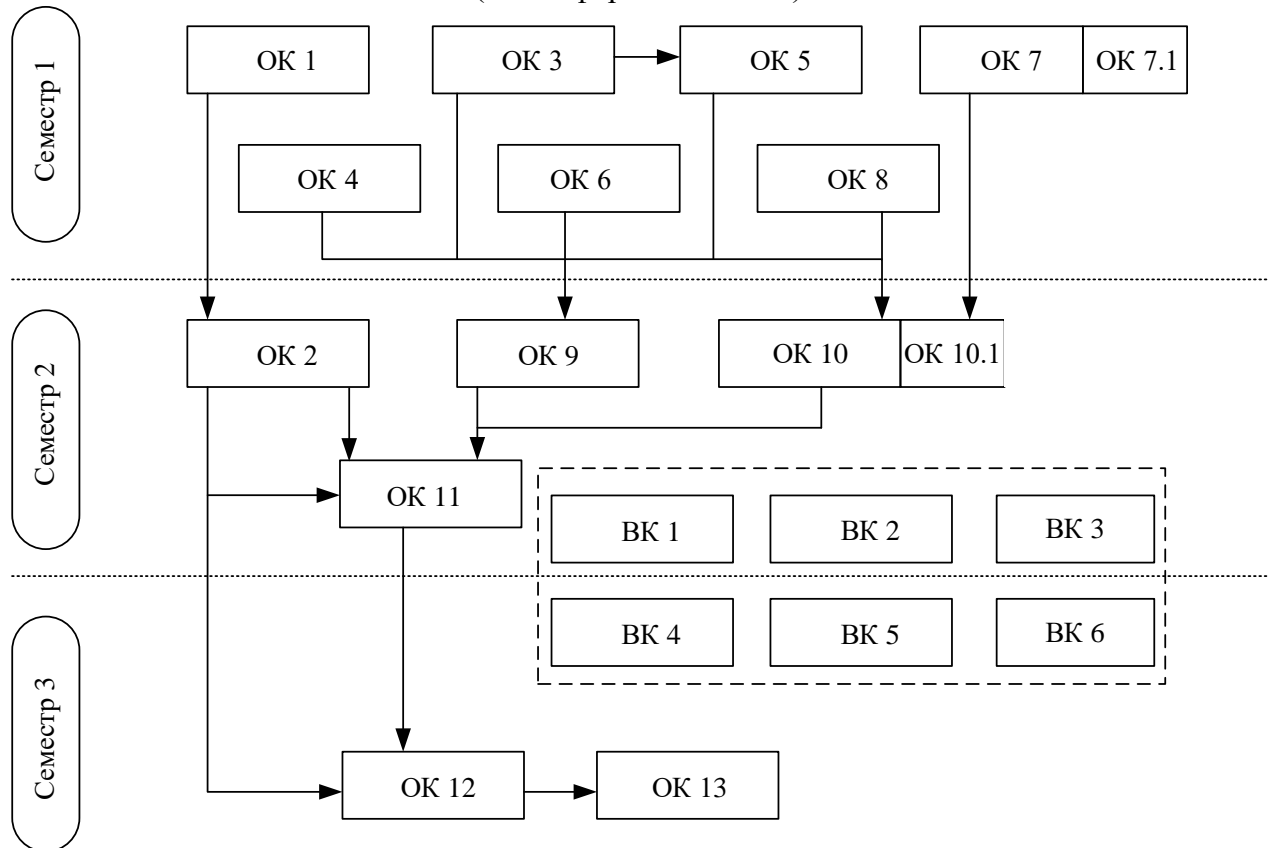 Семестр 1
ОК 1
ОК 3
ОК 5
ОК 7
ОК 7.1
ОК 4
ОК 6
ОК 8
Семестр 2
ОК 2
ОК 9
ОК 10
ОК 10.1
ОК 11
ВК 1
ВК 2
ВК 3
Семестр 3
ВК 4
ВК 5
ВК 6
ОК 12
ОК 13